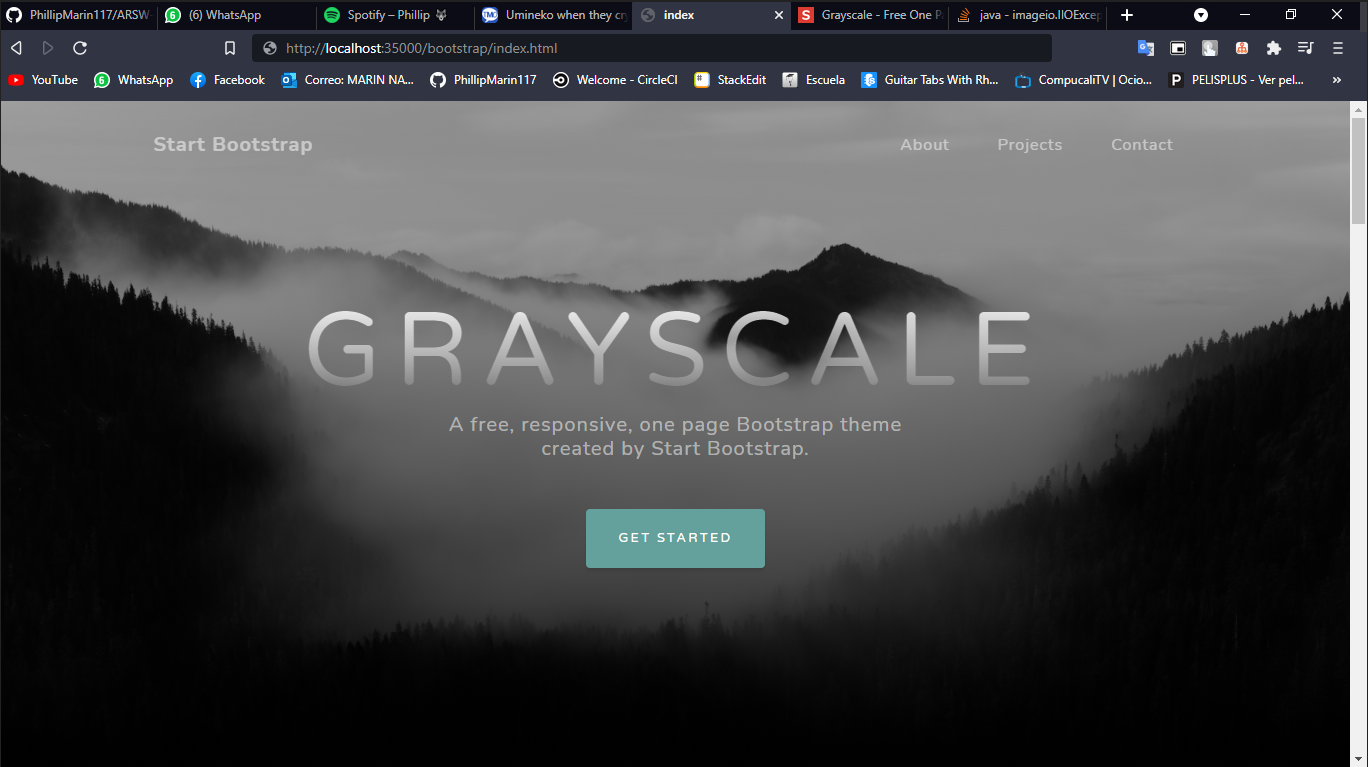 PhillipMarin117/ARSW-
(6) WhatsApp
Spotify – Phillip
Umineko when they cry
index
Grayscale - Free One P
java - imageio.IIOExcep
http://localhost:35000/bootstrap/index.html
YouTube
WhatsApp
Facebook
Correo: MARIN NA...
PhillipMarin117
Welcome - CircleCI
StackEdit
Escuela
Guitar Tabs With Rh...
CompucaliTV | Ocio...
PELISPLUS - Ver pel...
Start Bootstrap
About
Projects
Contact
GRAYSCALE
A free, responsive, one page Bootstrap theme
created by Start Bootstrap.
GET STARTED